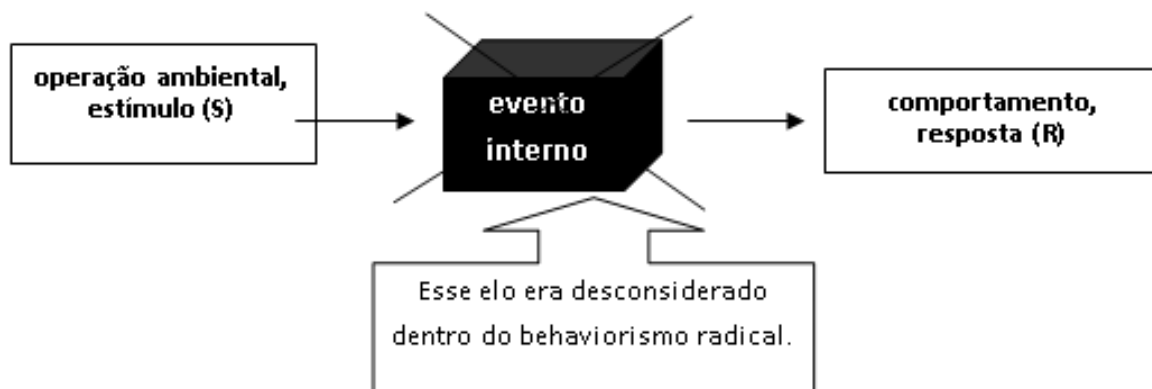 operação ambiental,
estímulo (S)
evento
interno
comportamento,
resposta (R)
Esse elo era desconsiderado
dentro do behaviorismo radical.